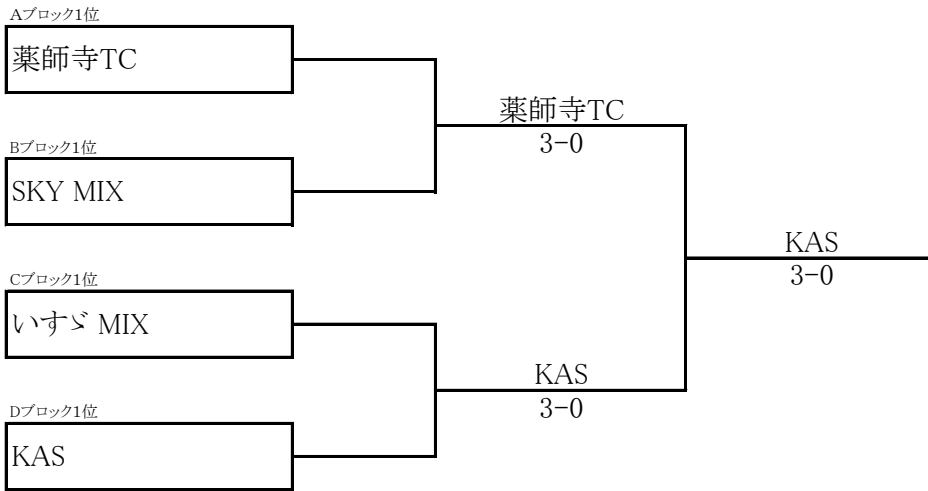 Aブロック1位
薬師寺TC
薬師寺TC
3-0
Bブロック1位
SKY MIX
KAS
3-0
Cブロック1位
いすゞ MIX
KAS
3-0
Dブロック1位
KAS